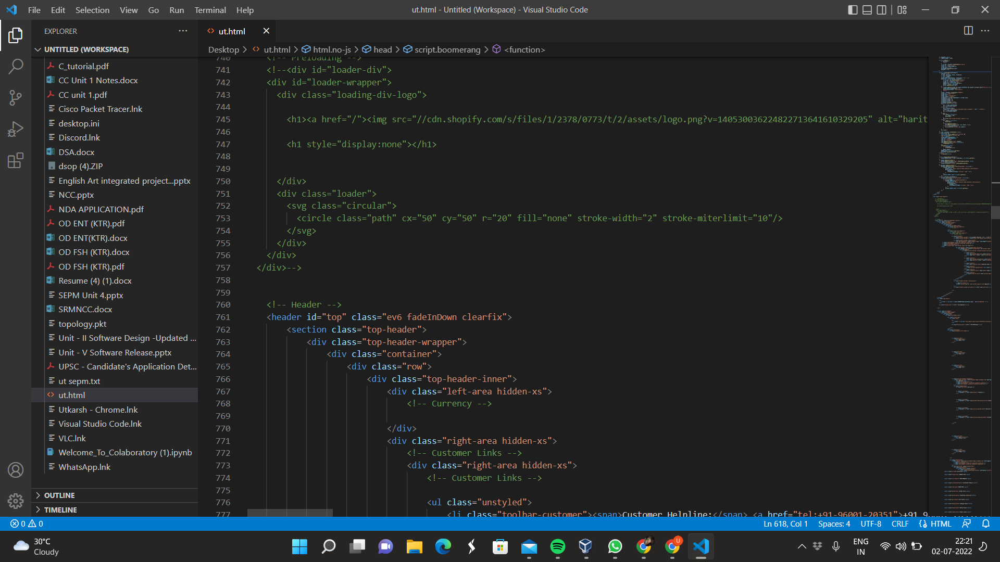 File Edit Selection View Go Run Terminal Help
ut.html - Untitled (Workspace) - Visual Studio Code
EXPLORER
UNTITLED (WORKSPACE)
C_tutorial.pdf
CC Unit 1 Notes.docx
CC unit 1.pdf
Cisco Packet Tracer.lnk
desktop.ini
Discord.lnk
DSA.docx
dsop (4).ZIP
English Art integrated project...pptx
NCC.pptx
NDA APPLICATION.pdf
OD ENT (KTR).pdf
OD ENT(KTR).docx
OD FSH (KTR).docx
OD FSH (KTR).pdf
Resume (4) (1).docx
SEPM Unit 4.pptx
SRMNCC.docx
topology.pkt
Unit - II Software Design -Updated ...
Unit - V Software Release.pptx
UPSC - Candidate's Application Det...
ut sepm.txt
ut.html
Utkarsh - Chrome.lnk
Visual Studio Code.lnk
VLC.lnk
Welcome_To_Colaboratory (1).ipynb
WhatsApp.lnk
OUTLINE
TIMELINE
ut.html
Desktop > ut.html > html.no-js > head > script.boomerang > <function>
740 <!-- Preloading -->
741 <!--<div id="loader-div">
742 <div id="loader-wrapper">
743 <div class="loading-div-logo">
744
745 <h1><a href="/"><img src="//cdn.shopify.com/s/files/1/2378/0773/t/2/assets/logo.png?v=14053003622482271364161032920​5" alt="harit
746
747 <h1 style="display:none"></h1>
748
749
750 </div>
751 <div class="loader">
752 <svg class="circular">
753 <circle class="path" cx="50" cy="50" r="20" fill="none" stroke-width="2" stroke-miterlimit="10"/>
754 </svg>
755 </div>
756 </div>
757 </div>-->
758
759
760 <!-- Header -->
761 <header id="top" class="ev6 fadeInDown clearfix">
762 <section class="top-header">
763 <div class="top-header-wrapper">
764 <div class="container">
765 <div class="row">
766 <div class="top-header-inner">
767 <div class="left-area hidden-xs">
768 <!-- Currency -->
769
770 </div>
771 <div class="right-area hidden-xs">
772 <!-- Customer Links -->
773 <div class="right-area hidden-xs">
774 <!-- Customer Links -->
775
776 <ul class="unstyled">
777 <li class="toolbar-customer"><span>Customer Helpline:</span> <a href="tel:+91-96001-20351">+91
0 0
Ln 618, Col 1 Spaces: 4 UTF-8 CRLF HTML
30°C
Cloudy
U
ENG
IN
22:21
02-07-2022